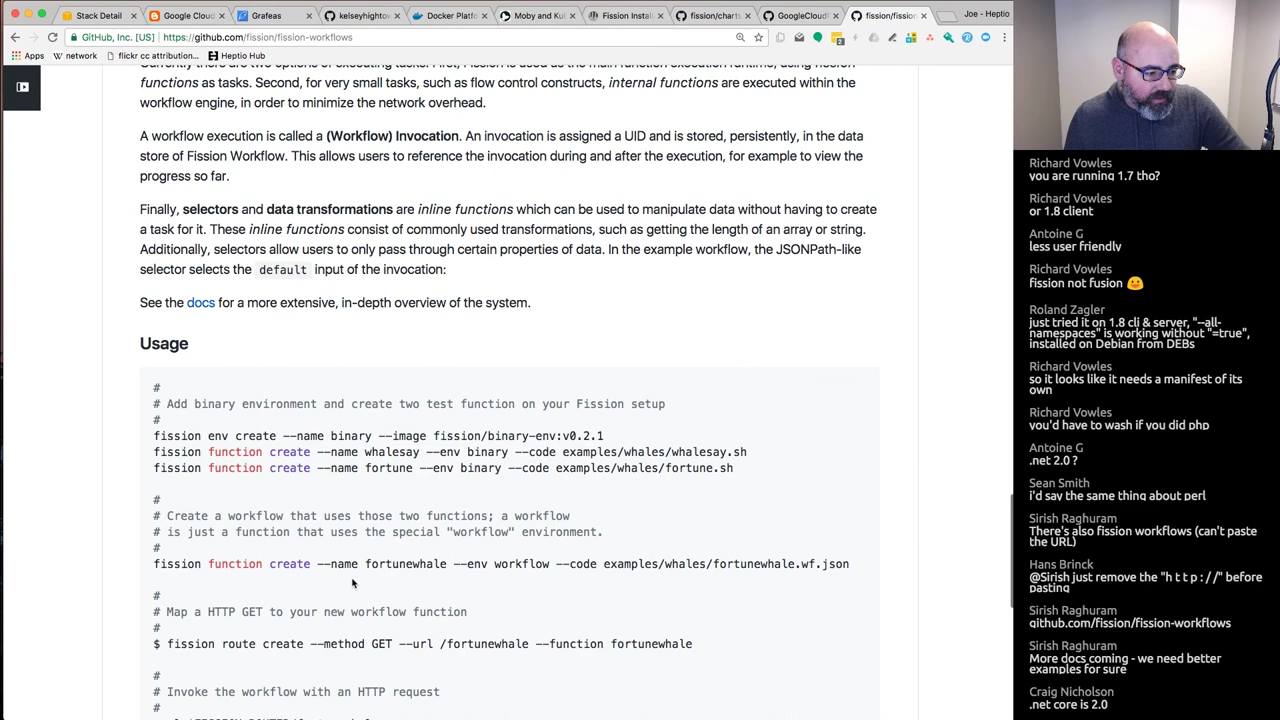 Stack Detail
Google Cloud
Grafeas
kelseyhightow
Docker Platfo
Moby and Kub
Fission Install
fission/charts
GoogleCloudP
fission/fission
Joe - Heptio
GitHub, Inc. [US] https://github.com/fission/fission-workflows
Apps network flickr cc attribution... Heptio Hub
functions as tasks. Second, for very small tasks, such as flow control constructs, internal functions are executed within the
workflow engine, in order to minimize the network overhead.
A workflow execution is called a (Workflow) Invocation. An invocation is assigned a UID and is stored, persistently, in the data
store of Fission Workflow. This allows users to reference the invocation during and after the execution, for example to view the
progress so far.
Finally, selectors and data transformations are inline functions which can be used to manipulate data without having to create
a task for it. These inline functions consist of commonly used transformations, such as getting the length of an array or string.
Additionally, selectors allow users to only pass through certain properties of data. In the example workflow, the JSONPath-like
selector selects the default input of the invocation:
See the docs for a more extensive, in-depth overview of the system.
Usage
#
# Add binary environment and create two test function on your Fission setup
#
fission env create --name binary --image fission/binary-env:v0.2.1
fission function create --name whalesay --env binary --code examples/whales/whalesay.sh
fission function create --name fortune --env binary --code examples/whales/fortune.sh
#
# Create a workflow that uses those two functions; a workflow
# is just a function that uses the special "workflow" environment.
#
fission function create --name fortunewhale --env workflow --code examples/whales/fortunewhale.wf.json
#
# Map a HTTP GET to your new workflow function
#
$ fission route create --method GET --url /fortunewhale --function fortunewhale
#
# Invoke the workflow with an HTTP request
#
Richard Vowles
you are running 1.7 tho?
Richard Vowles
or 1.8 client
Antoine G
less user friendly
Richard Vowles
fission not fusion
Roland Zagler
just tried it on 1.8 cli & server, "--all-
namespaces" is working without "=true",
installed on Debian from DEBs
Richard Vowles
so it looks like it needs a manifest of its
own
Richard Vowles
you'd have to wash if you did php
Antoine G
.net 2.0 ?
Sean Smith
i'd say the same thing about perl
Sirish Raghuram
There's also fission workflows (can't paste
the URL)
Hans Brinck
@Sirish just remove the "h t t p : / /" before
pasting
Sirish Raghuram
github.com/fission/fission-workflows
Sirish Raghuram
More docs coming - we need better
examples for sure
Craig Nicholson
.net core is 2.0